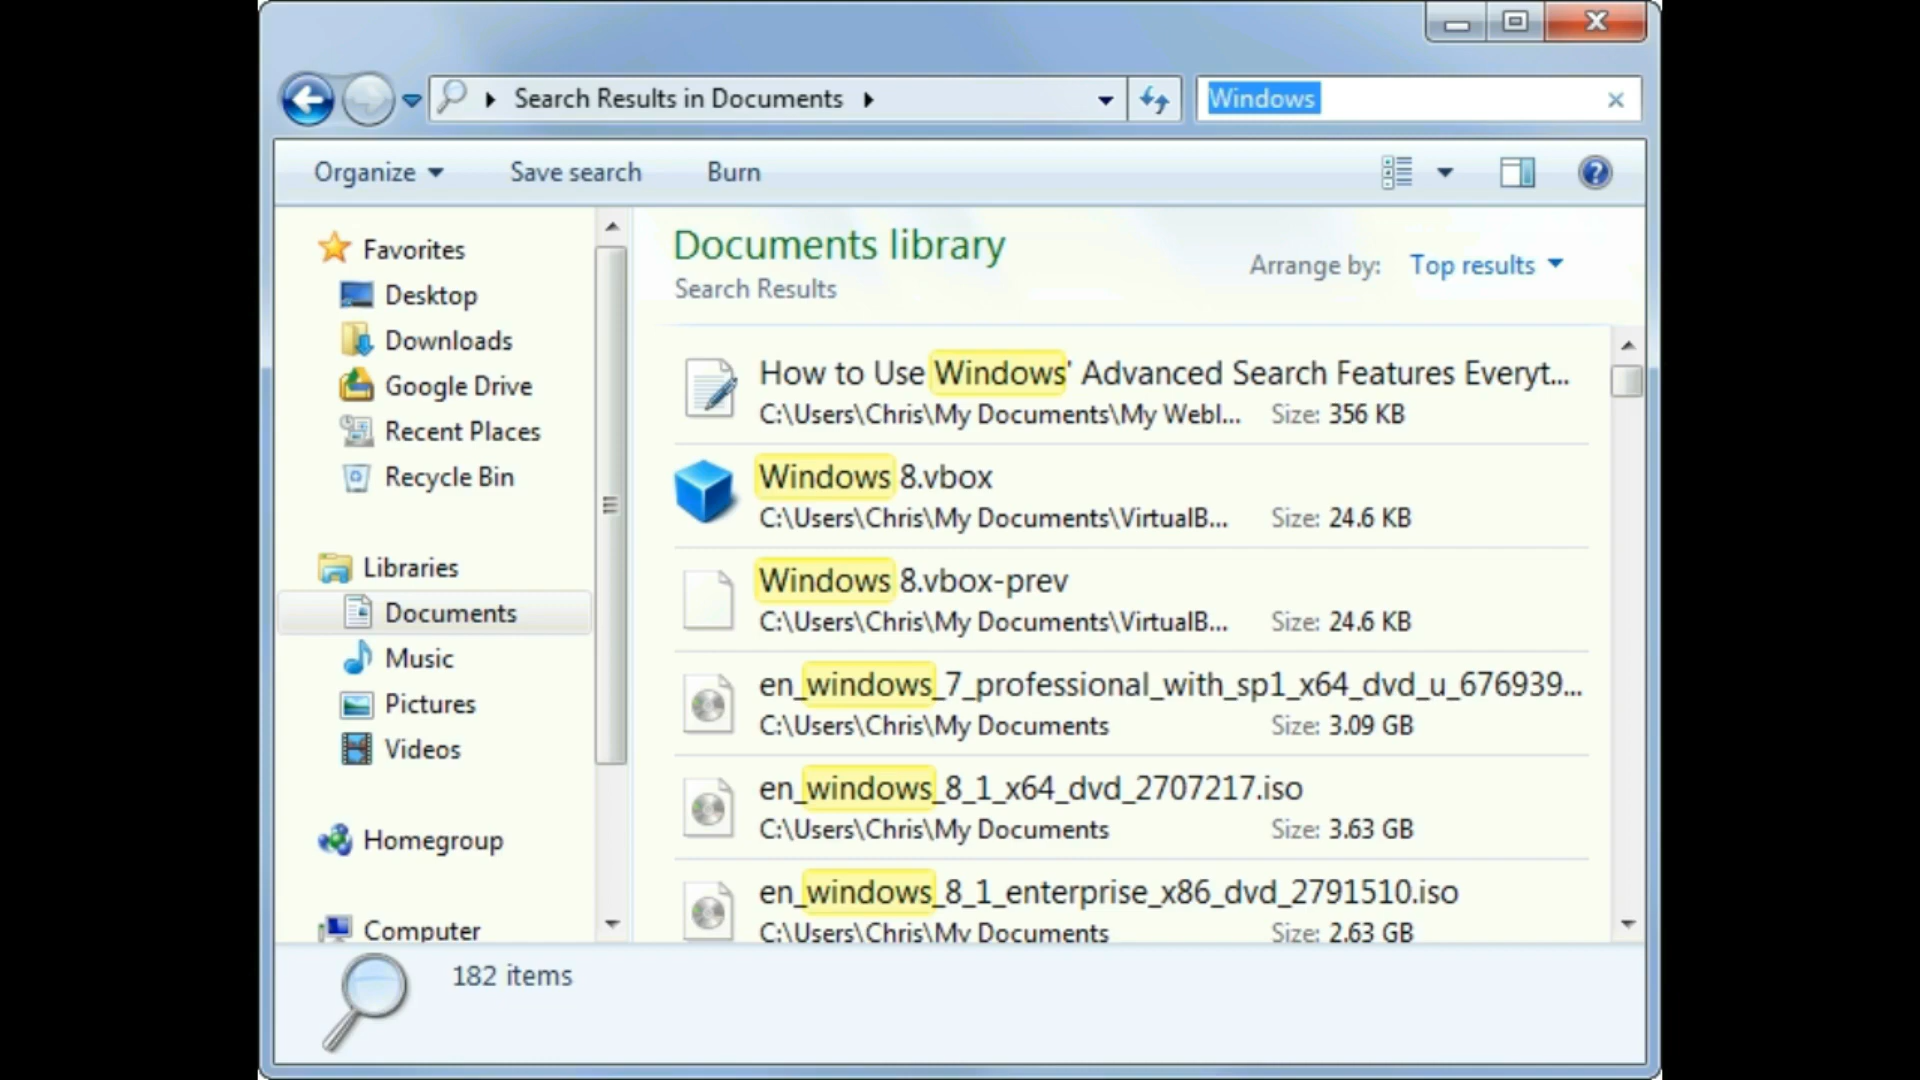 Search Results in Documents
Windows
Organize
Save search
Burn
Favorites
Desktop
Downloads
Google Drive
Recent Places
Recycle Bin
Libraries
Documents
Music
Pictures
Videos
Homegroup
Computer
Documents library
Search Results
Arrange by: Top results
How to Use Windows' Advanced Search Features Everyt...
C:\Users\Chris\My Documents\My Webl... Size: 356 KB
Windows 8.vbox
C:\Users\Chris\My Documents\VirtualB... Size: 24.6 KB
Windows 8.vbox-prev
C:\Users\Chris\My Documents\VirtualB... Size: 24.6 KB
en_windows_7_professional_with_sp1_x64_dvd_u_676939...
C:\Users\Chris\My Documents Size: 3.09 GB
en_windows_8_1_x64_dvd_2707217.iso
C:\Users\Chris\My Documents Size: 3.63 GB
en_windows_8_1_enterprise_x86_dvd_2791510.iso
C:\Users\Chris\My Documents Size: 2.63 GB
182 items